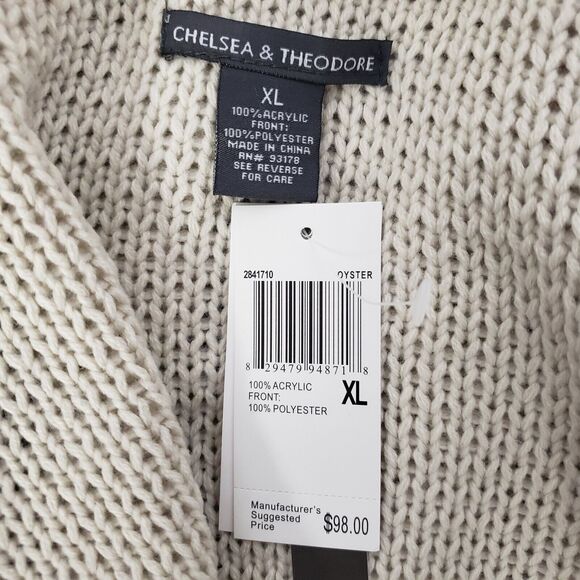 CHELSEA & THEODORE
XL
100% ACRYLIC
FRONT:
100% POLYESTER
MADE IN CHINA
RN# 93178
SEE REVERSE
FOR CARE
2841710 OYSTER
8 29479 94871 8
100% ACRYLIC
FRONT:
100% POLYESTER
XL
Manufacturer's
Suggested
Price
$98.00